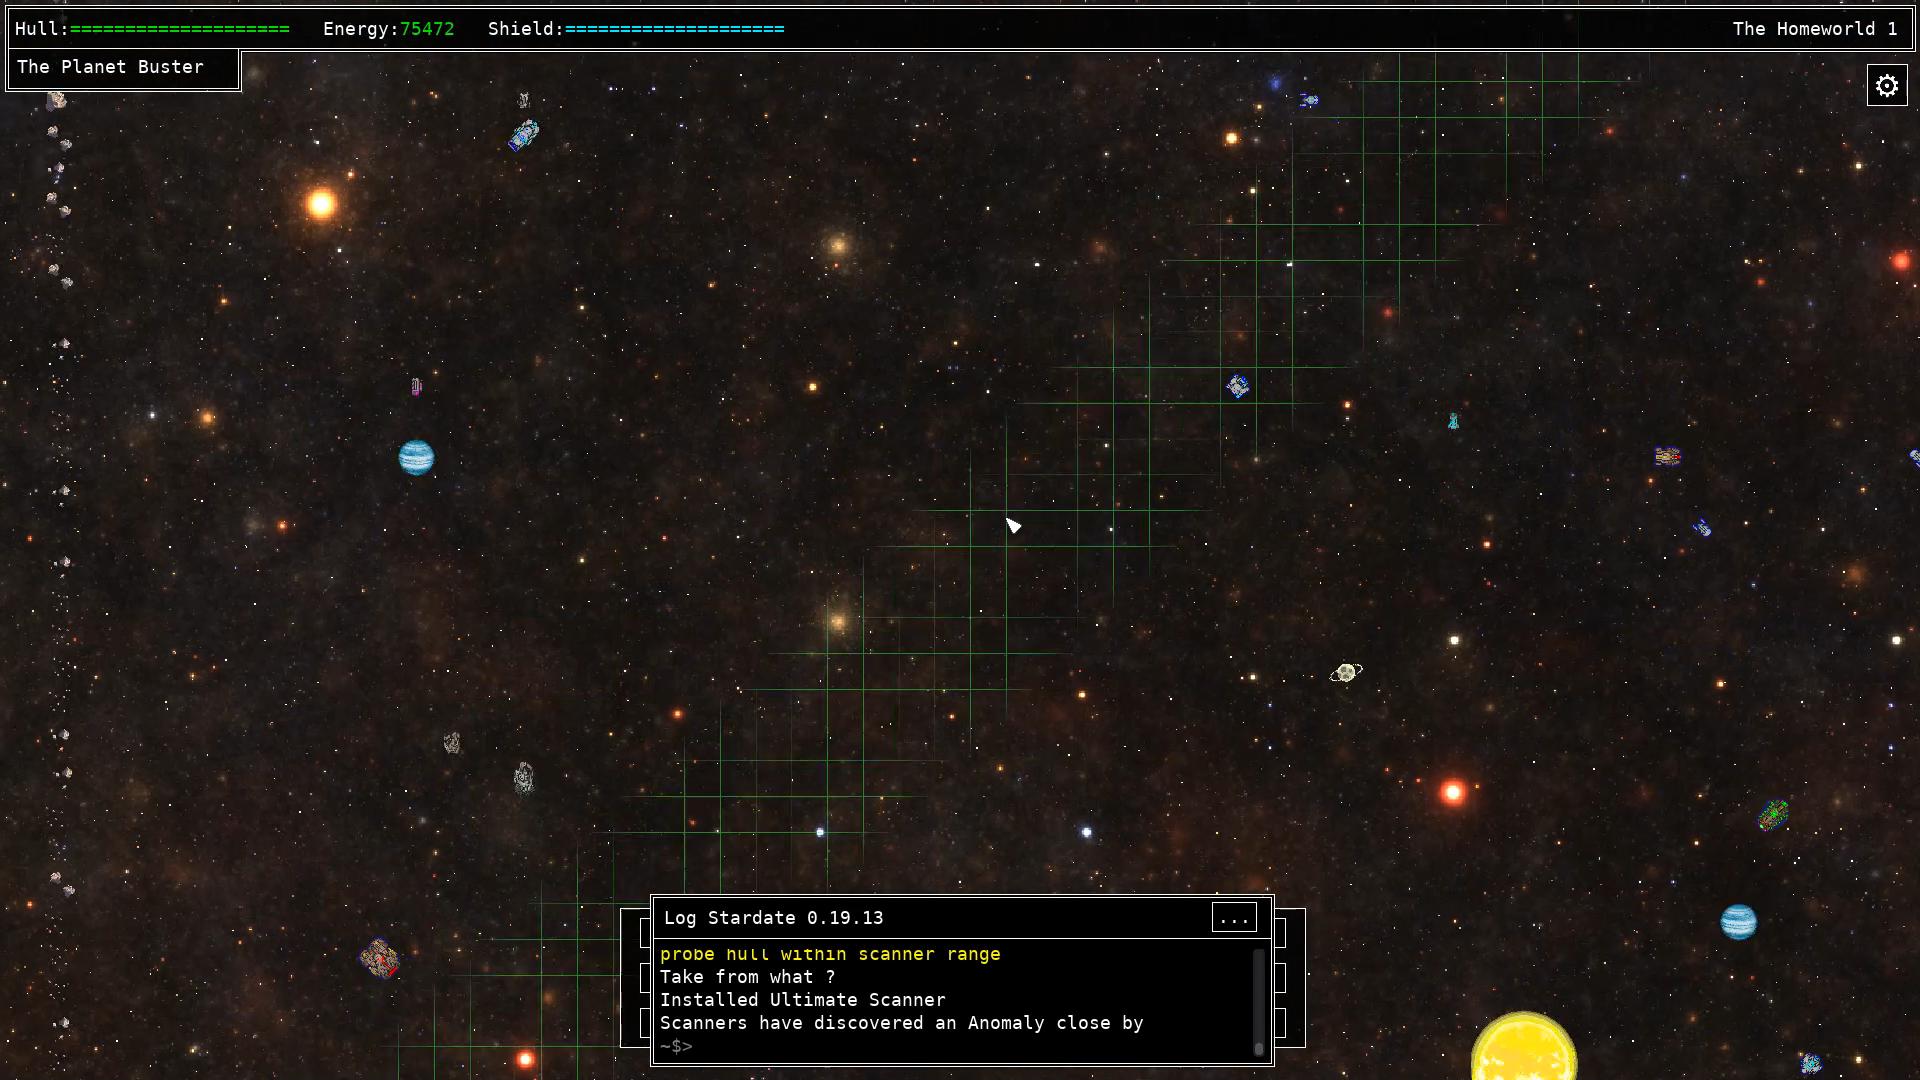 Hull:==================== Energy:75472 Shield:==================== The Homeworld 1
The Planet Buster
Log Stardate 0.19.13
...
probe hull within scanner range
Take from what ?
Installed Ultimate Scanner
Scanners have discovered an Anomaly close by
~$>